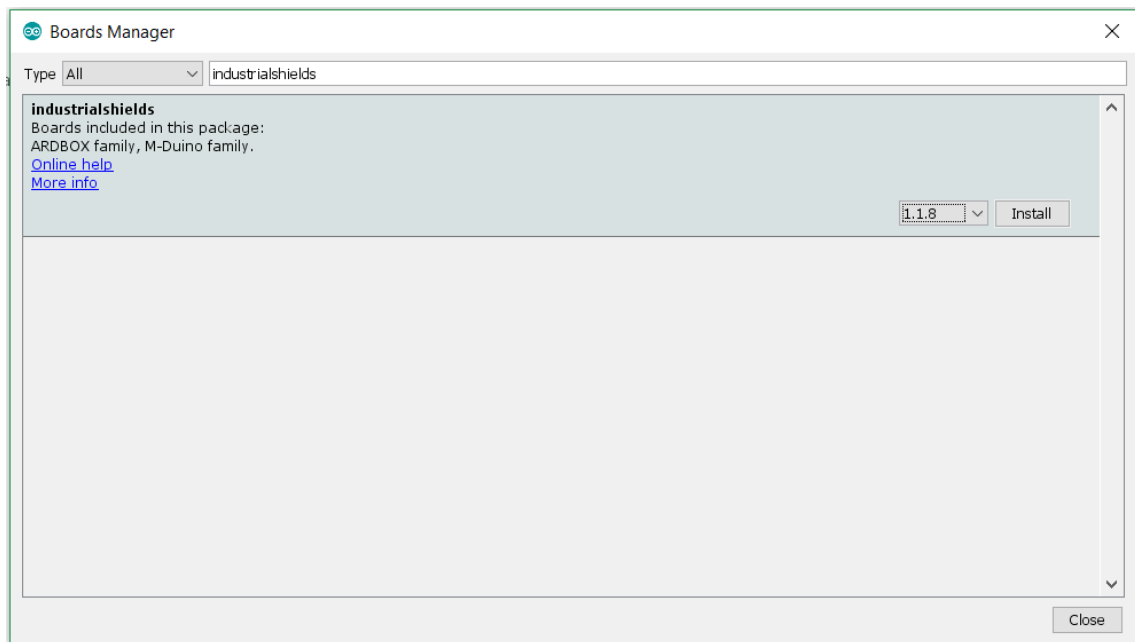 Boards Manager
Type All industrialshields
industrialshields
Boards included in this package:
ARDBOX family, M-Duino family.
Online help
More info
1.1.8 Install
Close